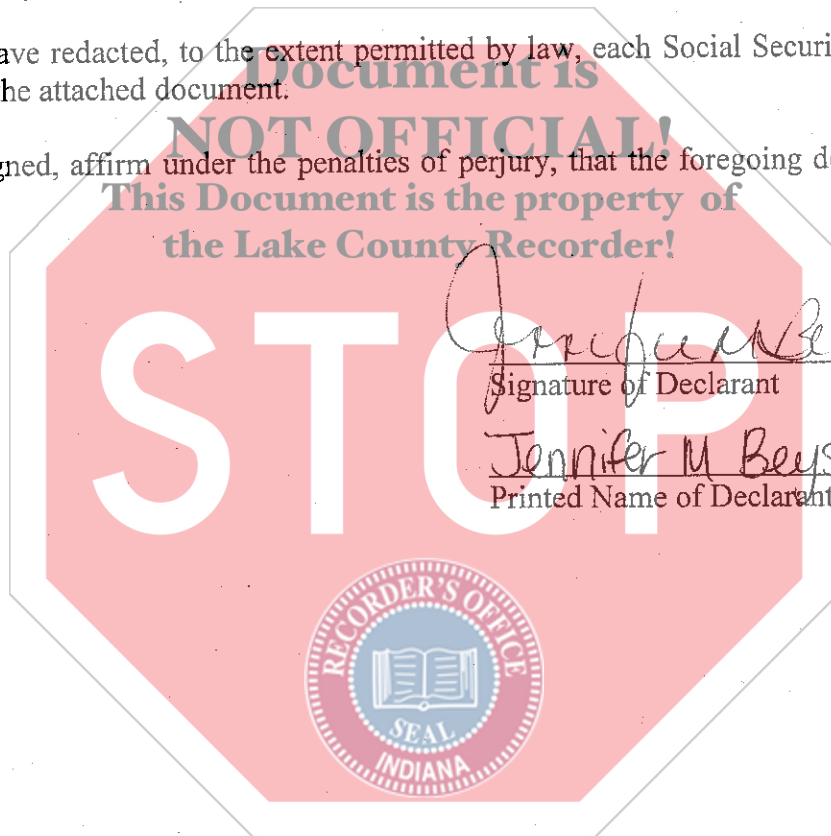 ave redacted, to the extent permitted by law, each Social Securi
Document is
he attached document.
NOT OFFICIAL!
gned, affirm under the penalties of perjury, that the foregoing d
This Document is the property of
the Lake County Recorder!
STOP
Signature of Declarant
Jennifer M Beys
Printed Name of Declarant
RECORDER'S OFFICE
SEAL
INDIANA